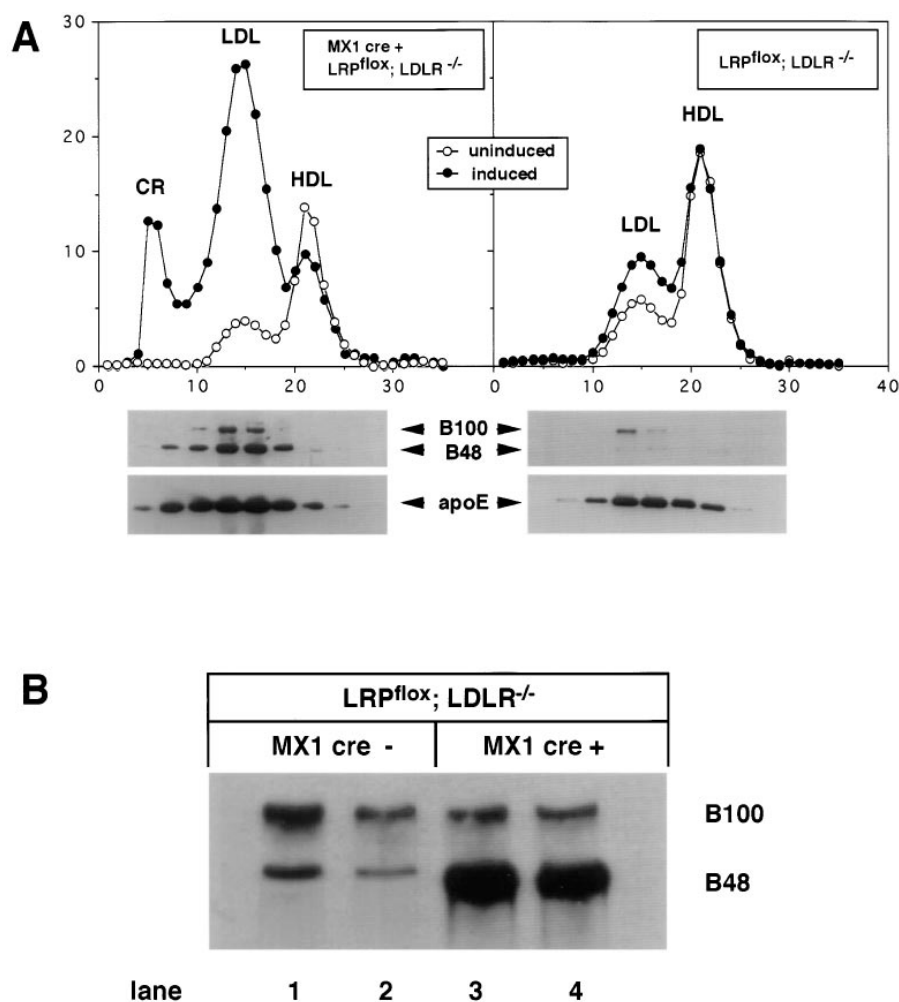 A
30
20
10
0
LDL
CR
HDL
MX1 cre +
LRPflox; LDLR -/-
uninduced
induced
LRPflox; LDLR -/-
HDL
LDL
0 10 20 30
0 10 20 30 40
B100
B48
apoE
B
LRPflox; LDLR-/-
MX1 cre -
MX1 cre +
B100
B48
lane 1 2 3 4